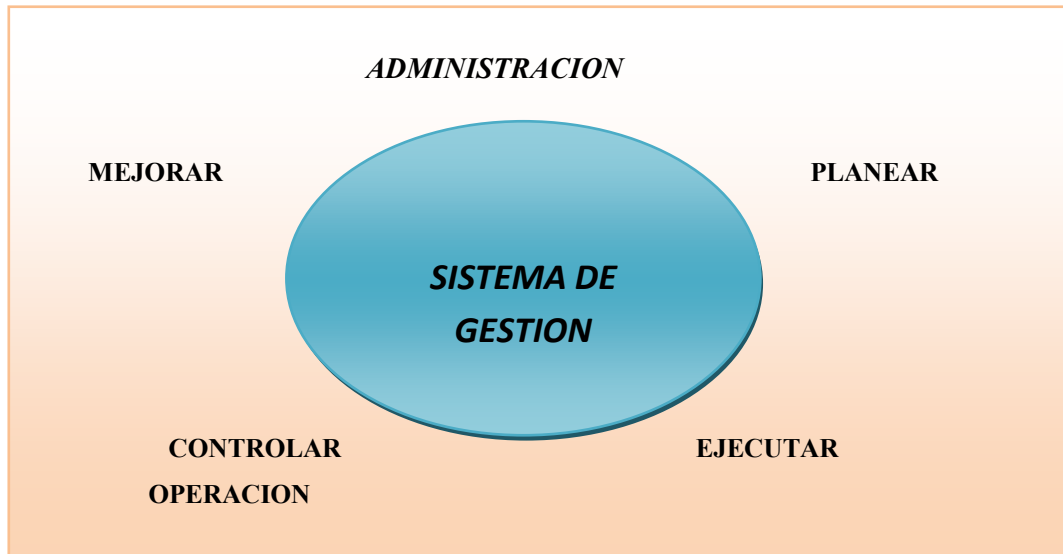 ADMINISTRACION
MEJORAR
PLANEAR
SISTEMA DE
GESTION
CONTROLAR
EJECUTAR
OPERACION